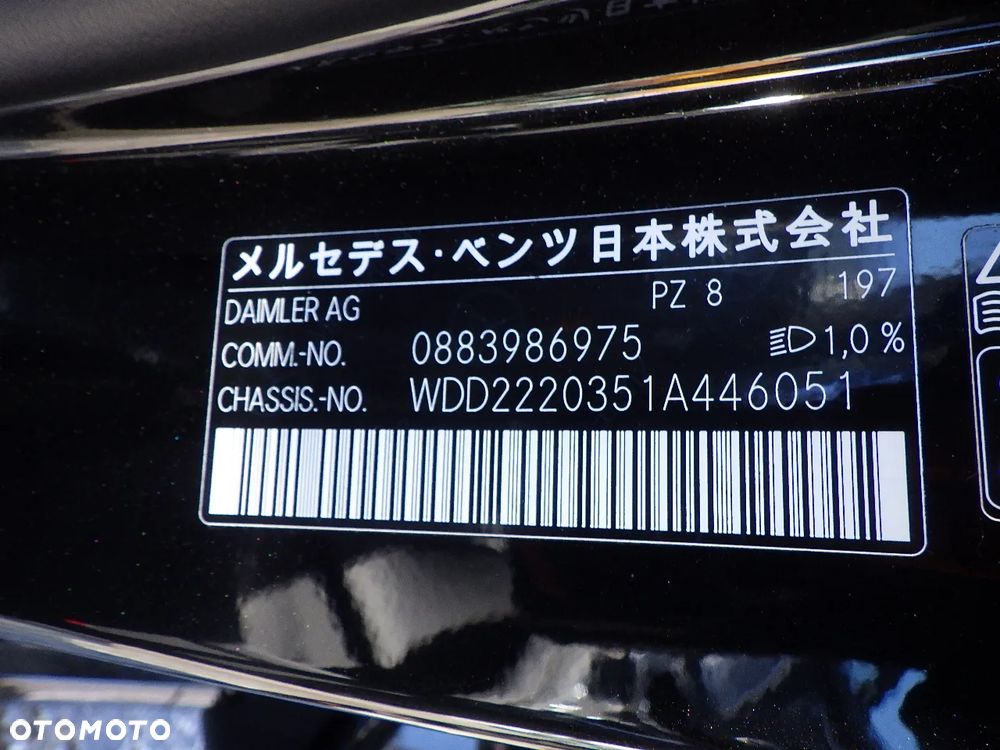 メルセデス・ベンツ日本株式会社
DAIMLER AG PZ 8 197
COMM.-NO. 0883986975 1,0 %
CHASSIS.-NO. WDD2220351A446051
OTOMOTO